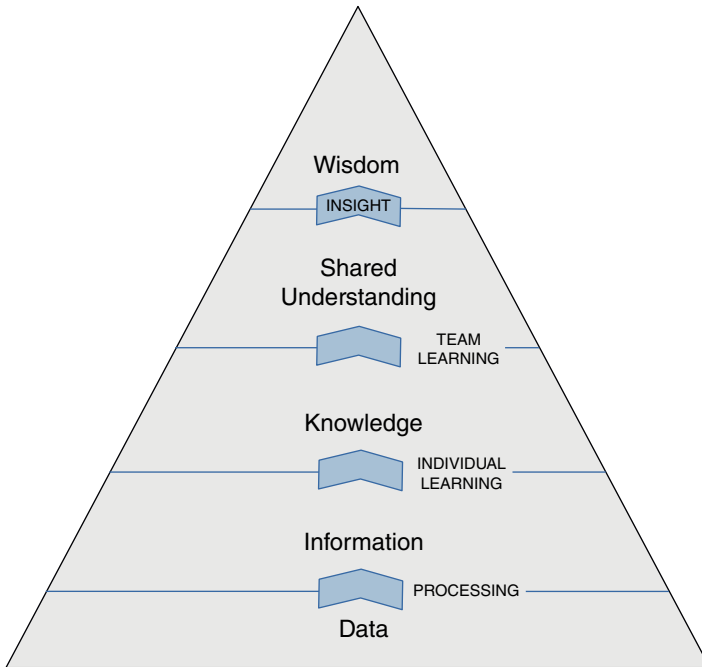 Wisdom
INSIGHT
Shared
Understanding
TEAM
LEARNING
Knowledge
INDIVIDUAL
LEARNING
Information
PROCESSING
Data